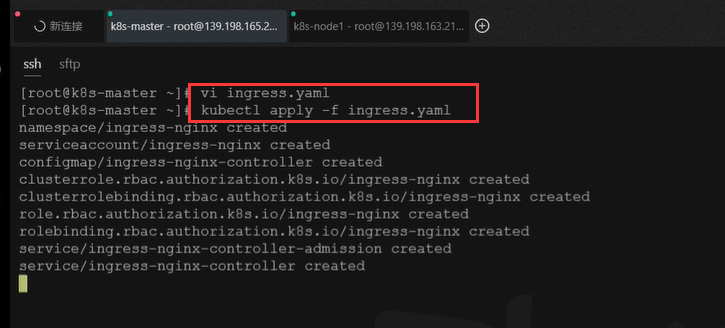 新连接
k8s-master - root@139.198.165.2...
k8s-node1 - root@139.198.163.21...
ssh sftp
[root@k8s-master ~]# vi ingress.yaml
[root@k8s-master ~]# kubectl apply -f ingress.yaml
namespace/ingress-nginx created
serviceaccount/ingress-nginx created
configmap/ingress-nginx-controller created
clusterrole.rbac.authorization.k8s.io/ingress-nginx created
clusterrolebinding.rbac.authorization.k8s.io/ingress-nginx created
role.rbac.authorization.k8s.io/ingress-nginx created
rolebinding.rbac.authorization.k8s.io/ingress-nginx created
service/ingress-nginx-controller-admission created
service/ingress-nginx-controller created